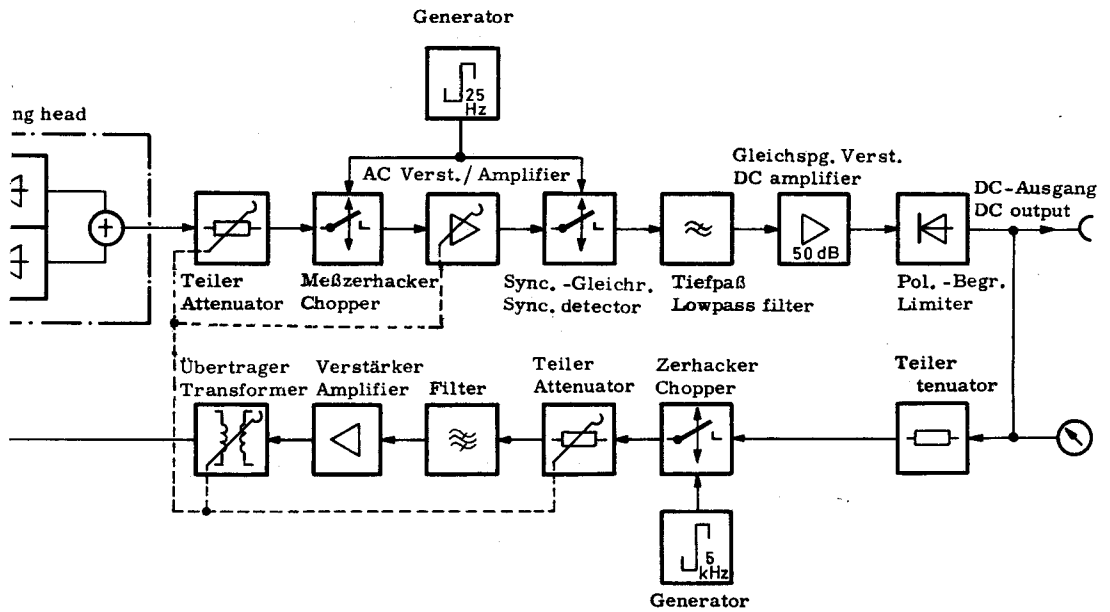 Generator
25
Hz
ng head
AC Verst./ Amplifier
Gleichspg. Verst.
DC amplifier
DC-Ausgang
DC output
50 dB
Teiler
Attenuator
Meßzerhacker
Chopper
Sync. -Gleichr.
Sync. detector
Tiefpaß
Lowpass filter
Pol. -Begr.
Limiter
Übertrager
Transformer
Verstärker
Amplifier
Filter
Teiler
Attenuator
Zerhacker
Chopper
Teiler
tenuator
5
kHz
Generator